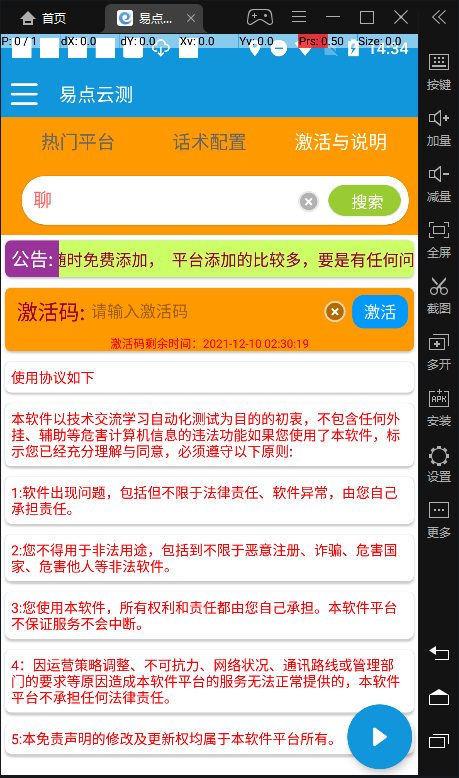 首页
易点...
P: 0 / 1
dX: 0.0
dY: 0.0
Xv: 0.0
Yv: 0.0
Prs: 0.50
Size: 0.0
14:34
易点云测
热门平台
话术配置
激活与说明
聊
搜索
公告:
随时免费添加， 平台添加的比较多，要是有任何问
激活码:
请输入激活码
激活
激活码剩余时间：2021-12-10 02:30:19
使用协议如下
本软件以技术交流学习自动化测试为目的的初衷，不包含任何外
挂、辅助等危害计算机信息的违法功能如果您使用了本软件，标
示您已经充分理解与同意，必须遵守以下原则:
1:软件出现问题，包括但不限于法律责任、软件异常，由您自己
承担责任。
2:您不得用于非法用途，包括到不限于恶意注册、诈骗、危害国
家、危害他人等非法软件。
3:您使用本软件，所有权利和责任都由您自己承担。本软件平台
不保证服务不会中断。
4：因运营策略调整、不可抗力、网络状况、通讯路线或管理部
门的要求等原因造成本软件平台的服务无法正常提供的，本软件
平台不承担任何法律责任。
5:本免责声明的修改及更新权均属于本软件平台所有。
按键
加量
减量
全屏
截图
多开
APK
安装
设置
更多